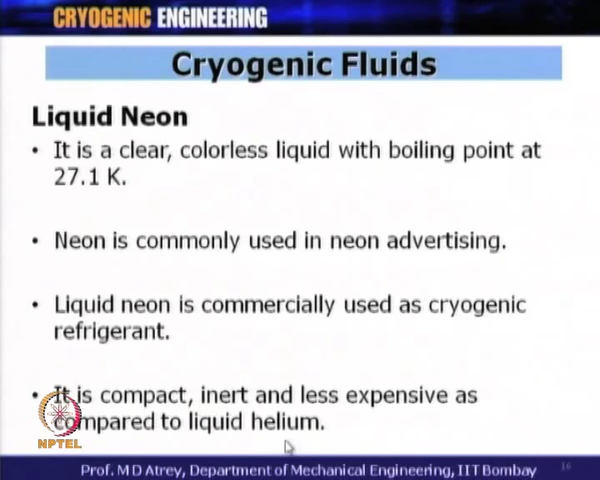 CRYOGENIC ENGINEERING
Cryogenic Fluids
Liquid Neon
• It is a clear, colorless liquid with boiling point at
27.1 K.
• Neon is commonly used in neon advertising.
• Liquid neon is commercially used as cryogenic
refrigerant.
• It is compact, inert and less expensive as
compared to liquid helium.
NPTEL
Prof. M D Atrey, Department of Mechanical Engineering, IIT Bombay
16